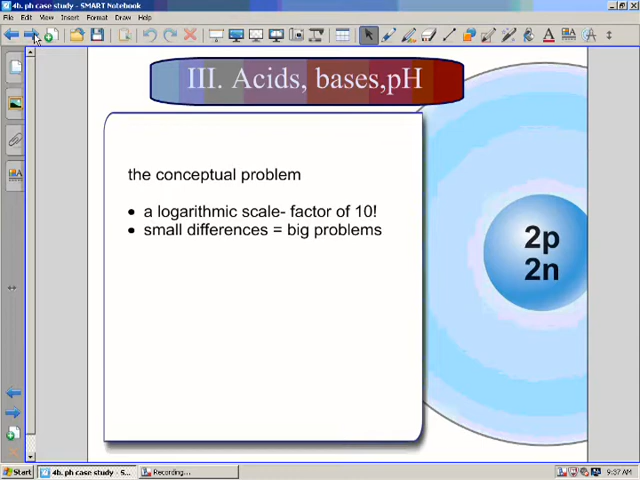 4b. ph case study - SMART Notebook
File Edit View Insert Format Draw Help
III. Acids, bases,pH
the conceptual problem
• a logarithmic scale- factor of 10!
• small differences = big problems
2p
2n
Start
4b. ph case study - S...
Recording...
9:37 AM